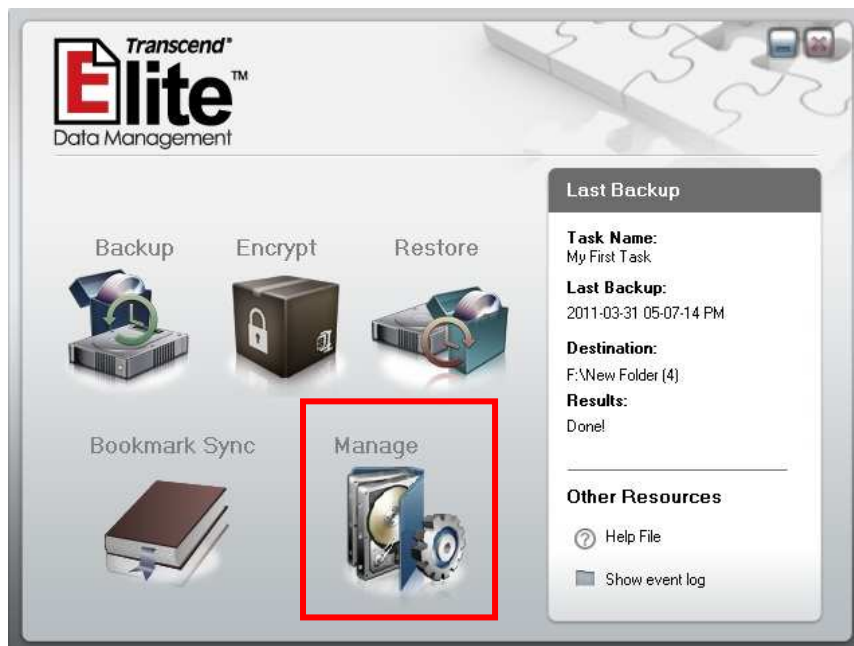 Transcend®
Elite™
Data Management
Last Backup
Backup
Encrypt
Restore
Task Name:
My First Task
Last Backup:
2011-03-31 05-07-14 PM
Destination:
F:\New Folder (4)
Results:
Done!
Bookmark Sync
Manage
Other Resources
Help File
Show event log